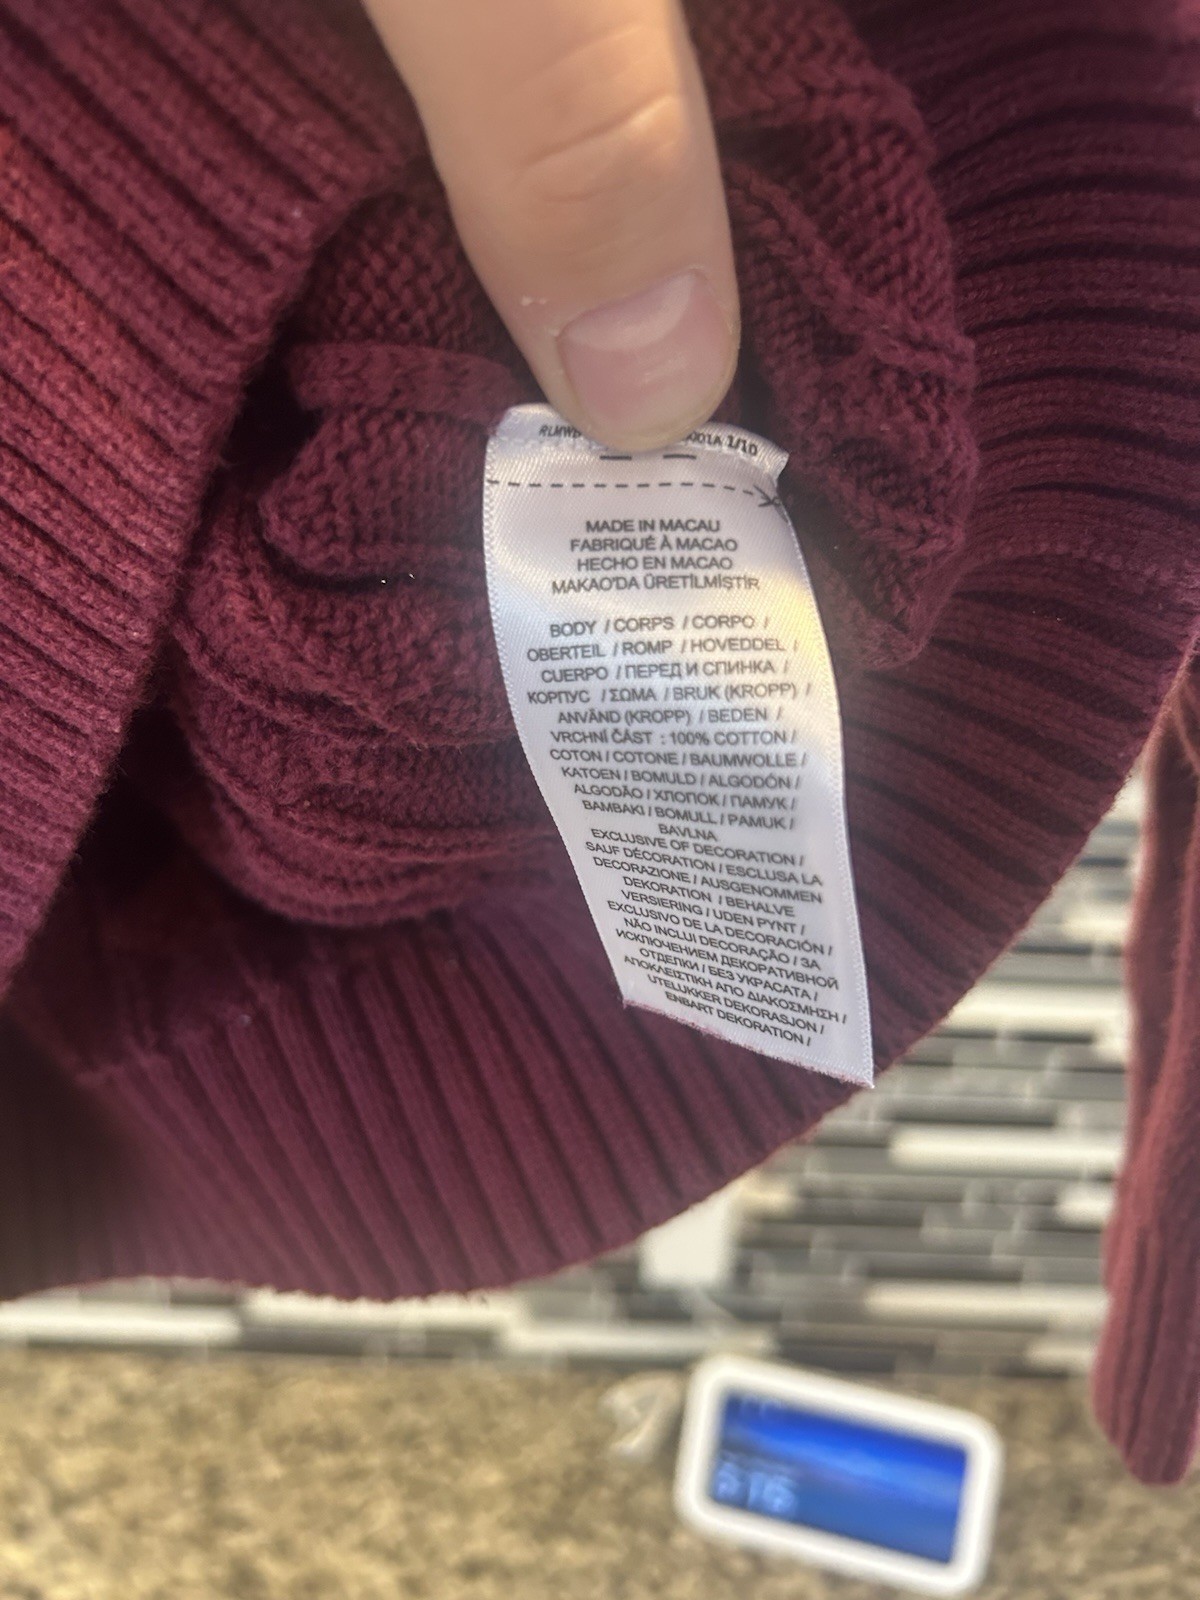 RLMWD 0001A 1/10
MADE IN MACAU
FABRIQUÉ À MACAO
HECHO EN MACAO
MAKAO'DA ÜRETİLMİŞTİR
BODY / CORPS / CORPO /
OBERTEIL / ROMP / HOVEDDEL /
CUERPO / ПЕРЕД И СПИНКА /
КОРПУС / ΣΩΜΑ / BRUK (KROPP) /
ANVÄND (KROPP) / BEDEN /
VRCHNÍ ČÁST : 100% COTTON /
COTON / COTONE / BAUMWOLLE /
KATOEN / BOMULD / ALGODÓN /
ALGODÃO / ХЛОПОК / ПАМУК /
BAMBAKI / BOMULL / PAMUK /
BAVLNA
EXCLUSIVE OF DECORATION /
SAUF DÉCORATION / ESCLUSA LA
DECORAZIONE / AUSGENOMMEN
DEKORATION / BEHALVE
VERSIERING / UDEN PYNT /
EXCLUSIVO DE LA DECORACIÓN /
NÃO INCLUI DECORAÇÃO / ЗА
ИСКЛЮЧЕНИЕМ ДЕКОРАТИВНОЙ
ОТДЕЛКИ / БЕЗ УКРАСАТА /
ΑΠΟΚΛΕΙΣΤΙΚΗ ΑΠΟ ΔΙΑΚΟΣΜΗΣΗ /
UTELUKKER DEKORASJON /
ENBART DEKORATION /